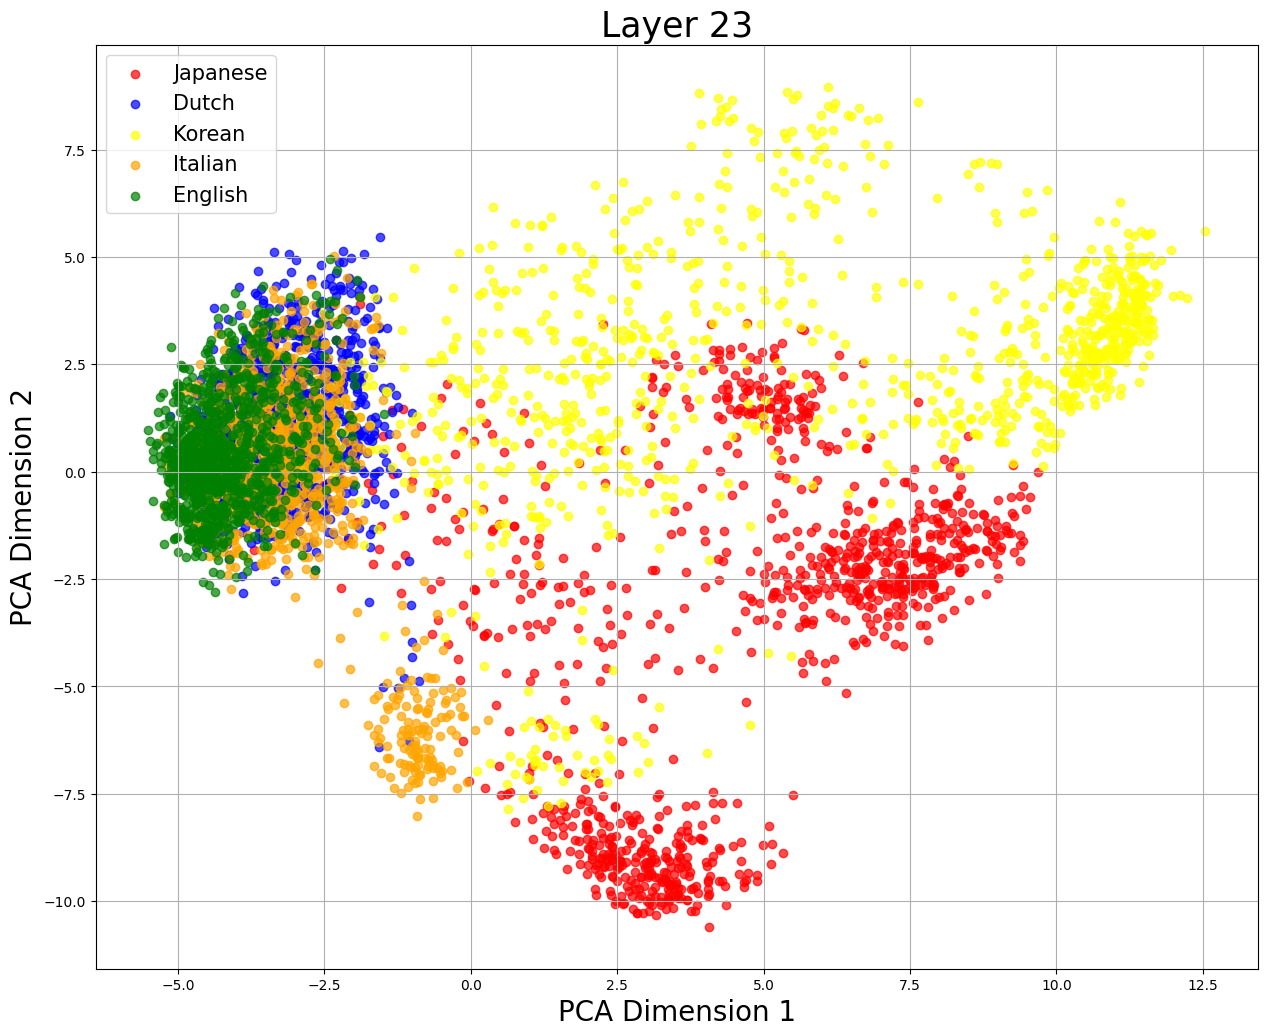 Layer 23
Japanese
Dutch
Korean
Italian
English
PCA Dimension 2
7.5
5.0
2.5
0.0
−2.5
−5.0
−7.5
−10.0
−5.0
−2.5
0.0
2.5
5.0
7.5
10.0
12.5
PCA Dimension 1